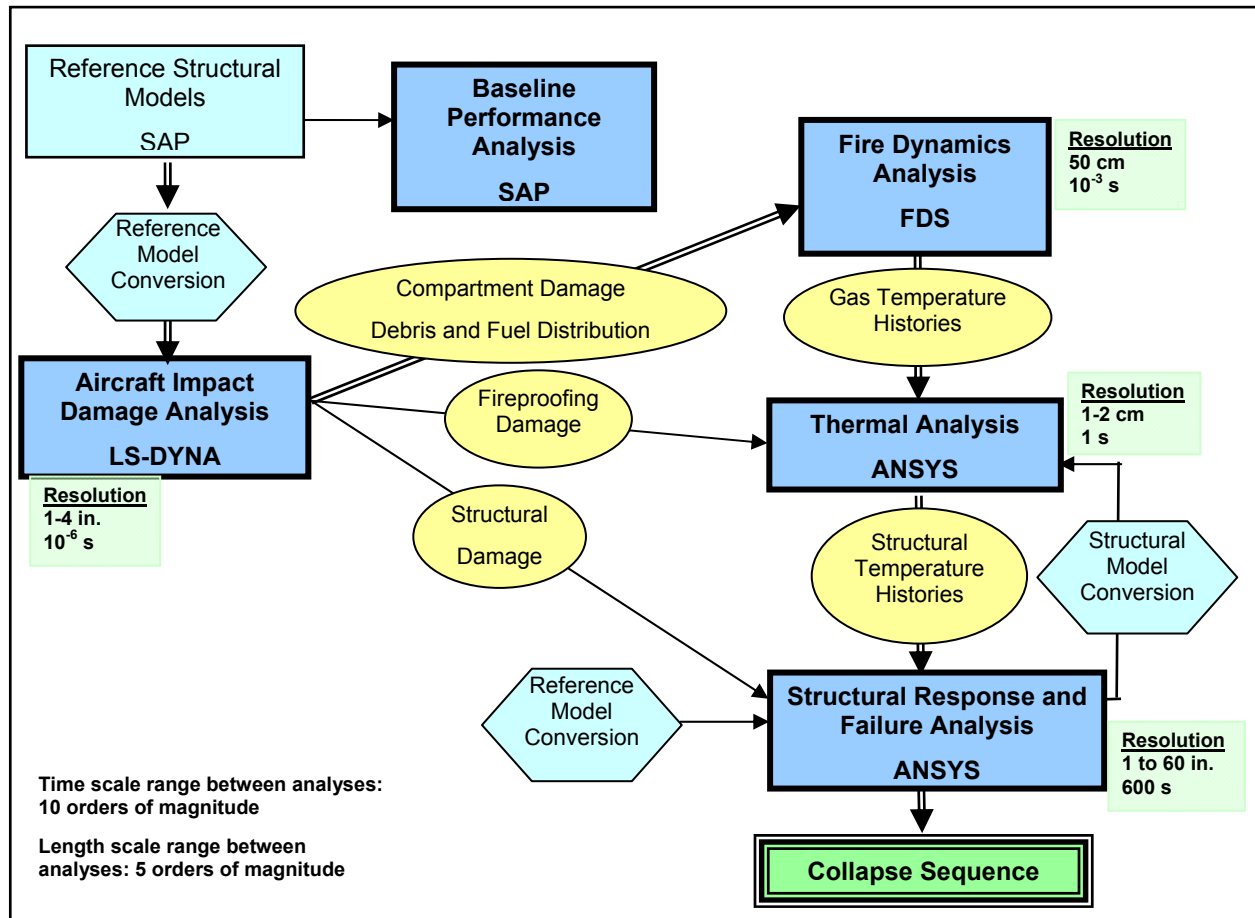 Reference Structural
Models
SAP
Baseline
Performance
Analysis
SAP
Fire Dynamics
Analysis
FDS
Resolution
50 cm
10⁻³ s
Reference
Model
Conversion
Compartment Damage
Debris and Fuel Distribution
Gas Temperature
Histories
Aircraft Impact
Damage Analysis
LS-DYNA
Resolution
1-4 in.
10⁻⁶ s
Fireproofing
Damage
Thermal Analysis
ANSYS
Resolution
1-2 cm
1 s
Structural
Damage
Structural
Temperature
Histories
Structural
Model
Conversion
Reference
Model
Conversion
Structural Response and
Failure Analysis
ANSYS
Resolution
1 to 60 in.
600 s
Time scale range between analyses:
10 orders of magnitude
Length scale range between
analyses: 5 orders of magnitude
Collapse Sequence